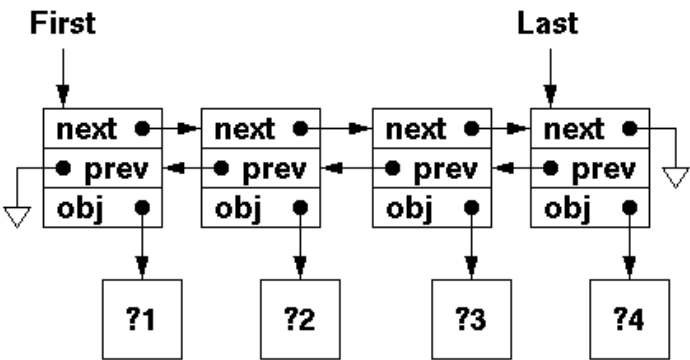 First Last
next next next next
prev prev prev prev
obj obj obj obj
?1 ?2 ?3 ?4